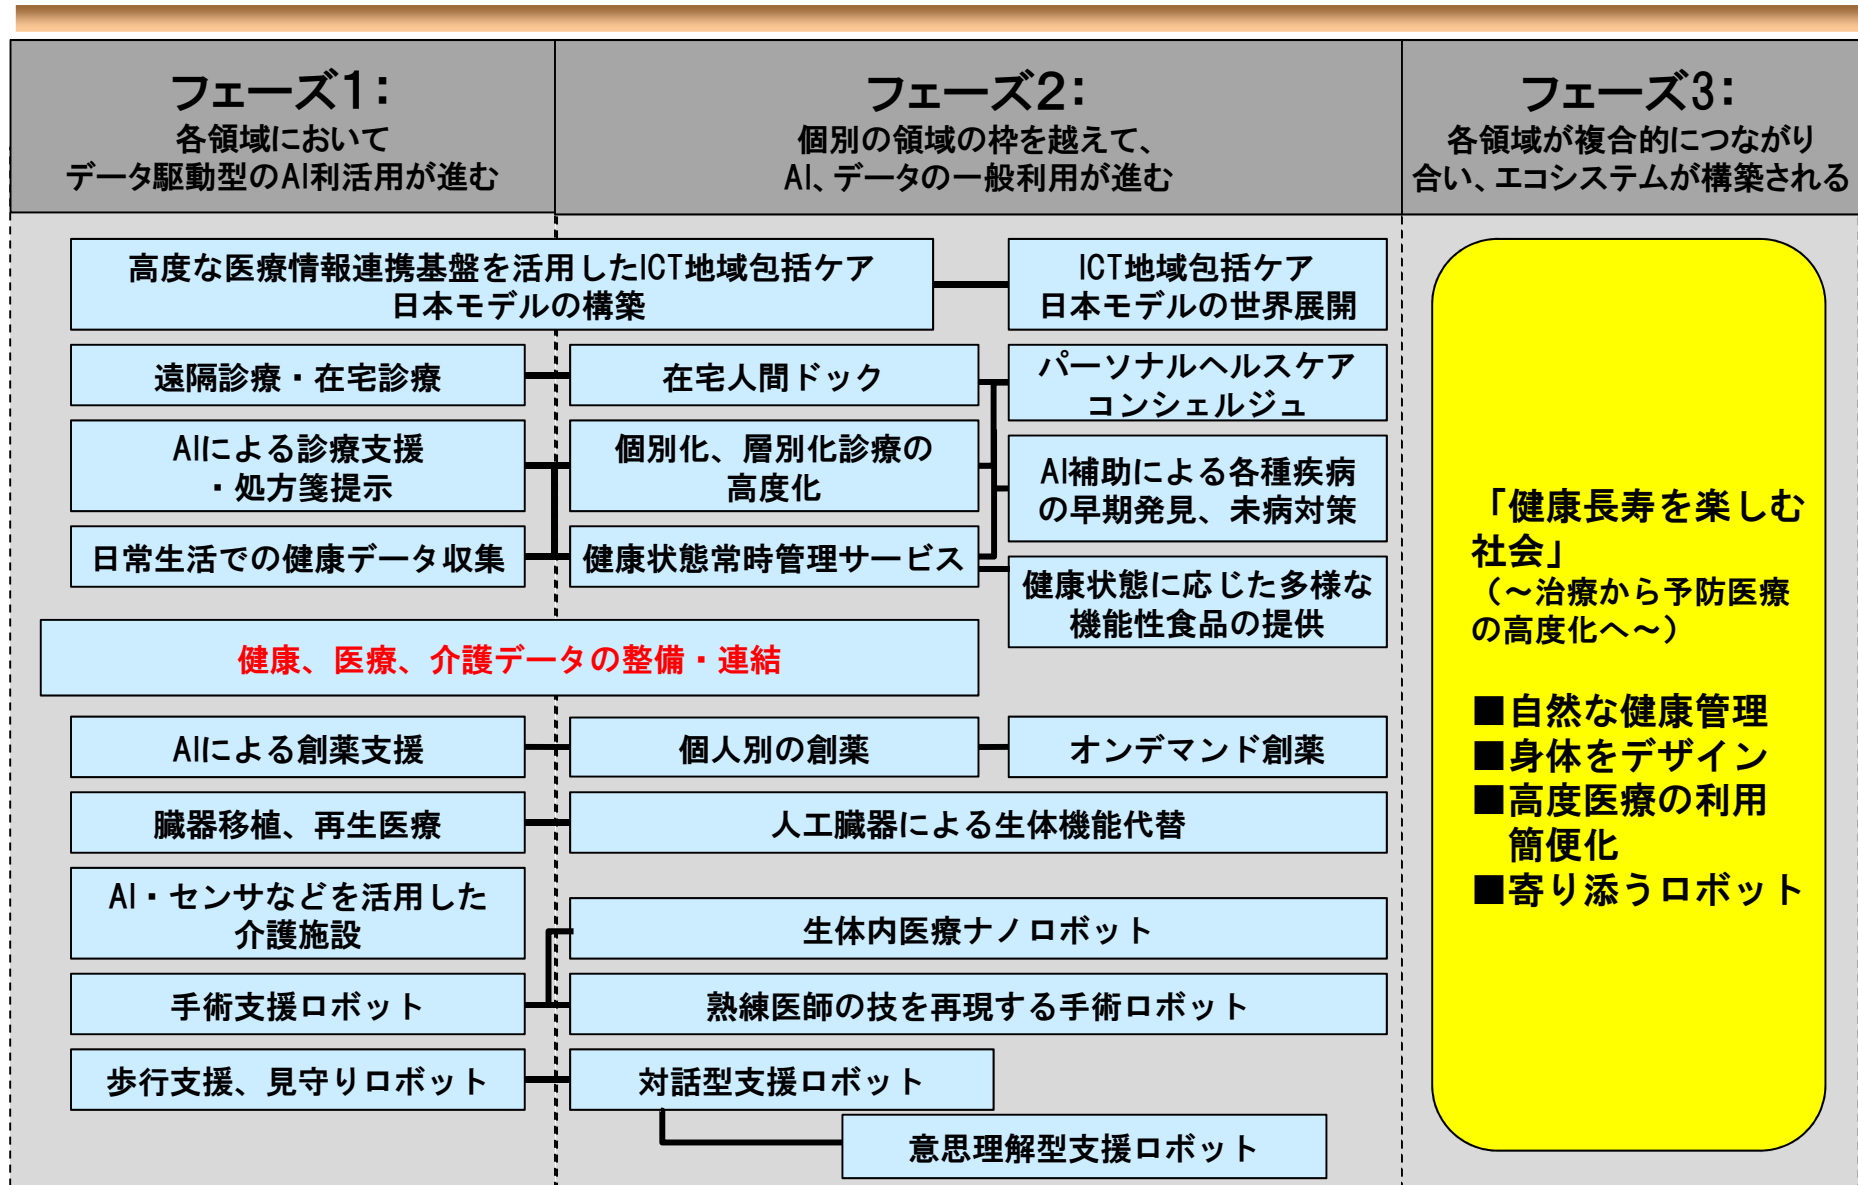 フェーズ1：
各領域において
データ駆動型のAI利活用が進む
フェーズ2：
個別の領域の枠を越えて、
AI、データの一般利用が進む
フェーズ3：
各領域が複合的につながり
合い、エコシステムが構築される
高度な医療情報連携基盤を活用したICT地域包括ケア
日本モデルの構築
ICT地域包括ケア
日本モデルの世界展開
遠隔診療・在宅診療
在宅人間ドック
パーソナルヘルスケア
コンシェルジュ
AIによる診療支援
・処方箋提示
個別化、層別化診療の
高度化
AI補助による各種疾病
の早期発見、未病対策
日常生活での健康データ収集
健康状態常時管理サービス
健康状態に応じた多様な
機能性食品の提供
健康、医療、介護データの整備・連結
AIによる創薬支援
個人別の創薬
オンデマンド創薬
臓器移植、再生医療
人工臓器による生体機能代替
AI・センサなどを活用した
介護施設
生体内医療ナノロボット
手術支援ロボット
熟練医師の技を再現する手術ロボット
歩行支援、見守りロボット
対話型支援ロボット
意思理解型支援ロボット
「健康長寿を楽しむ
社会」
（～治療から予防医療
の高度化へ～）
■自然な健康管理
■身体をデザイン
■高度医療の利用
簡便化
■寄り添うロボット